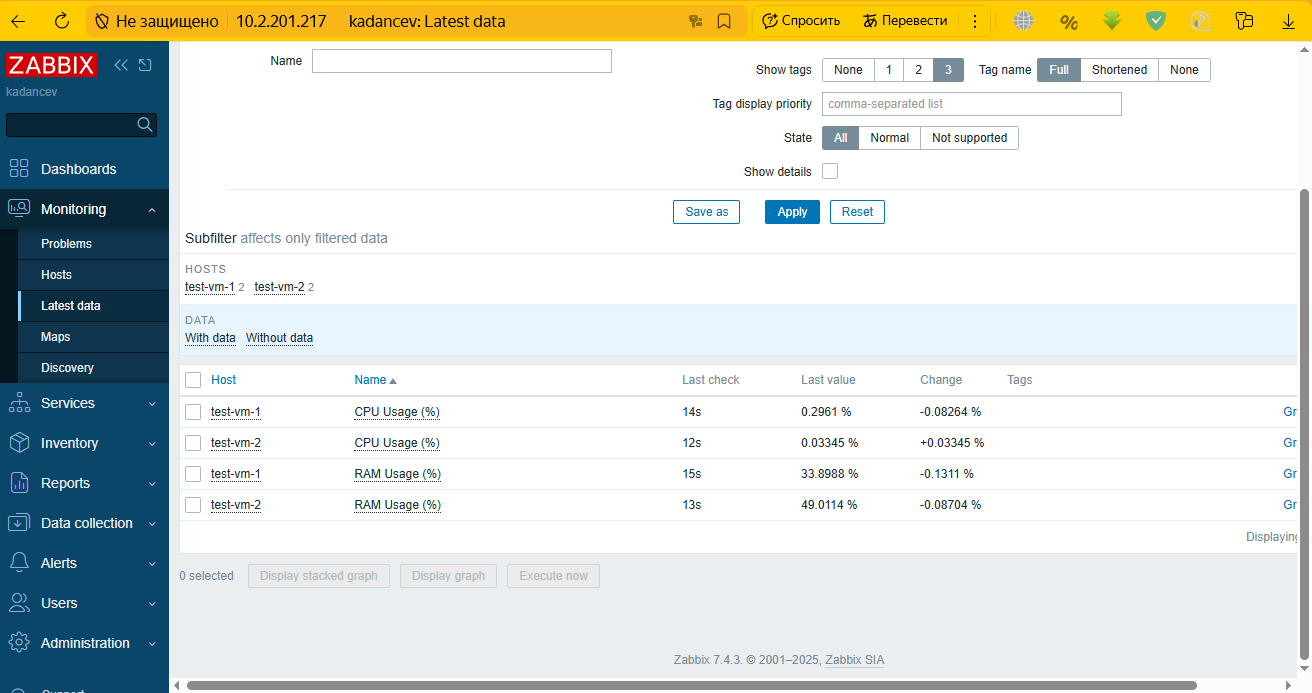 Не защищено 10.2.201.217 kadancev: Latest data Спросить Перевести
ZABBIX
kadancev
Dashboards
Monitoring
Problems
Hosts
Latest data
Maps
Discovery
Services
Inventory
Reports
Data collection
Alerts
Users
Administration
Name
Show tags None 1 2 3 Tag name Full Shortened None
Tag display priority comma-separated list
State All Normal Not supported
Show details
Save as Apply Reset
Subfilter affects only filtered data
HOSTS
test-vm-1 2 test-vm-2 2
DATA
With data Without data
Host Name Last check Last value Change Tags
test-vm-1 CPU Usage (%) 14s 0.2961 % -0.08264 % Gr
test-vm-2 CPU Usage (%) 12s 0.03345 % +0.03345 % Gr
test-vm-1 RAM Usage (%) 15s 33.8988 % -0.1311 % Gr
test-vm-2 RAM Usage (%) 13s 49.0114 % -0.08704 % Gr
Displaying
0 selected Display stacked graph Display graph Execute now
Zabbix 7.4.3. © 2001–2025, Zabbix SIA